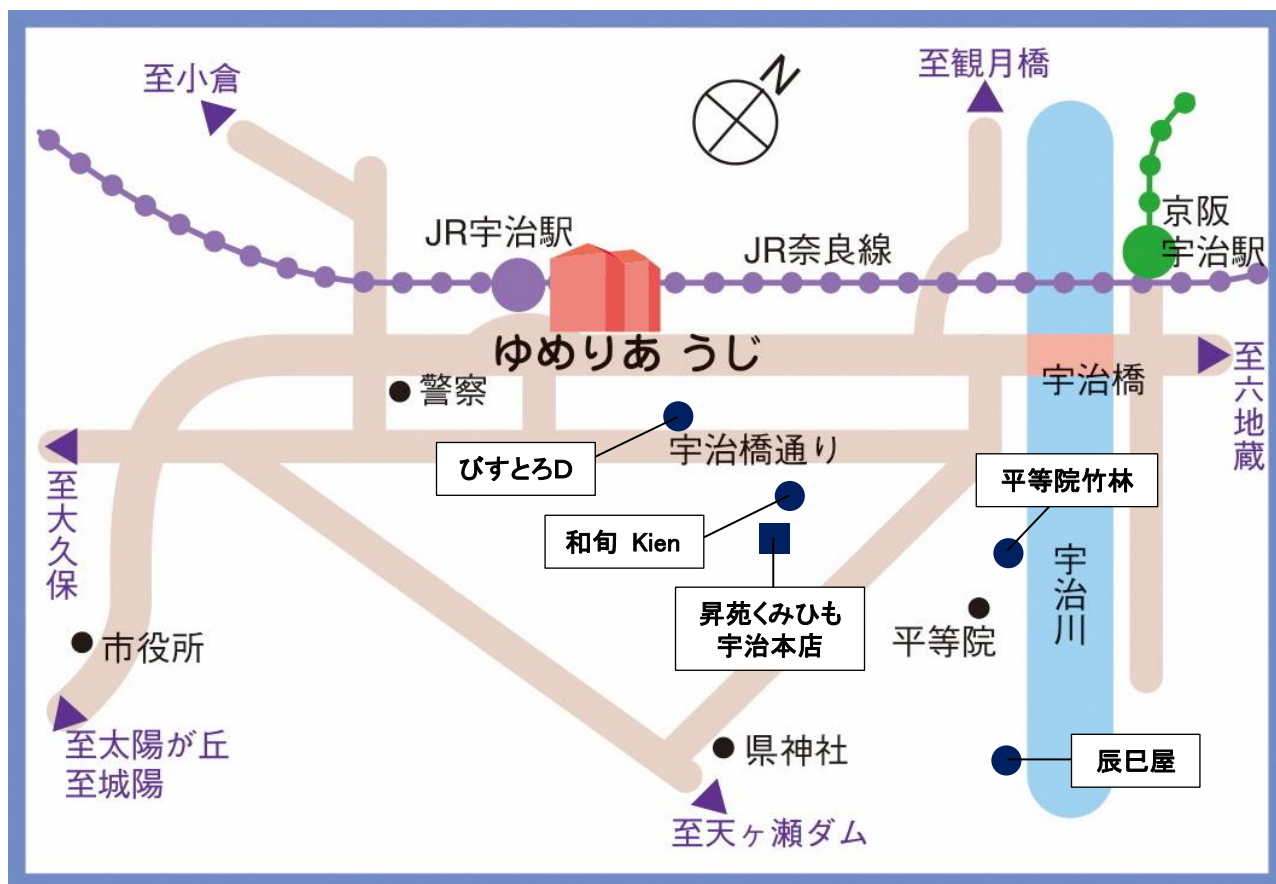 至小倉
N
至観月橋
JR宇治駅
JR奈良線
京阪
宇治駅
ゆめりあ うじ
宇治橋
至六地蔵
警察
びすとろD
宇治橋通り
平等院竹林
至大久保
和旬 Kien
宇治川
昇苑くみひも
宇治本店
市役所
平等院
至太陽が丘
至城陽
県神社
辰巳屋
至天ヶ瀬ダム